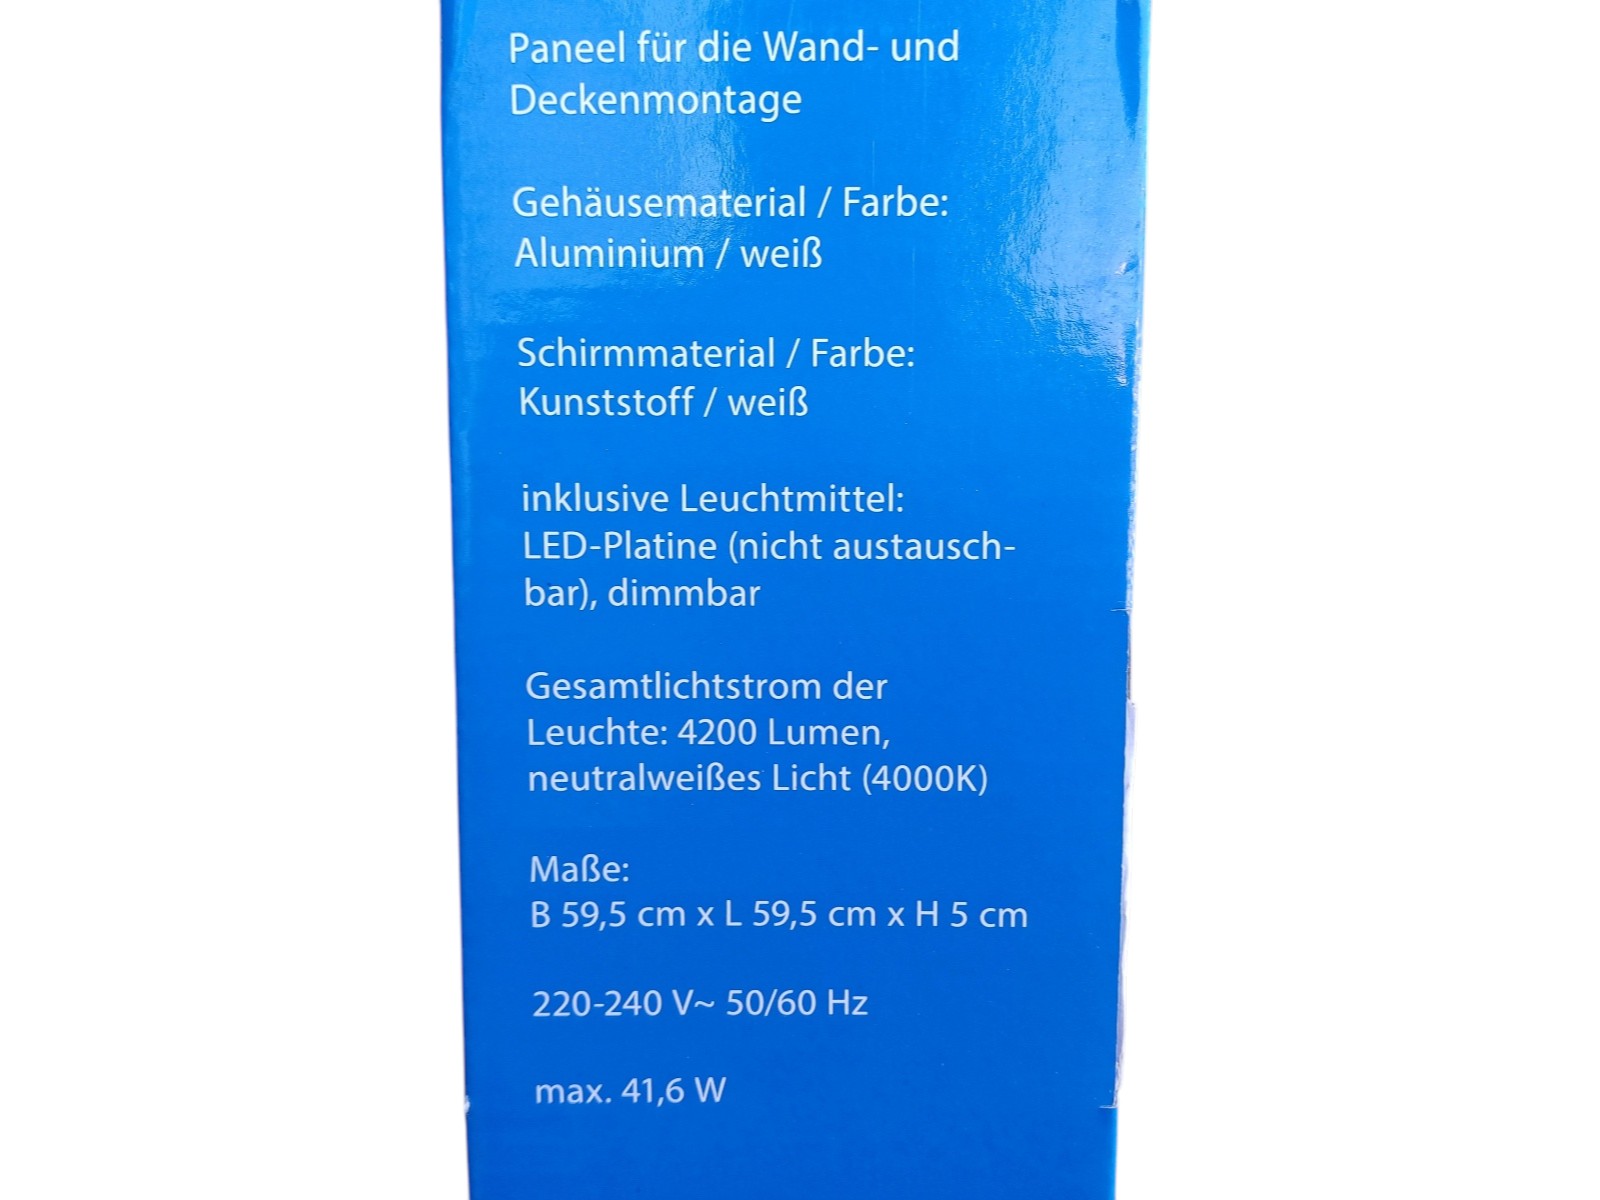 Paneel für die Wand- und
Deckenmontage
Gehäusematerial / Farbe:
Aluminium / weiß
Schirmmaterial / Farbe:
Kunststoff / weiß
inklusive Leuchtmittel:
LED-Platine (nicht austausch-
bar), dimmbar
Gesamtlichtstrom der
Leuchte: 4200 Lumen,
neutralweißes Licht (4000K)
Maße:
B 59,5 cm x L 59,5 cm x H 5 cm
220-240 V~ 50/60 Hz
max. 41,6 W